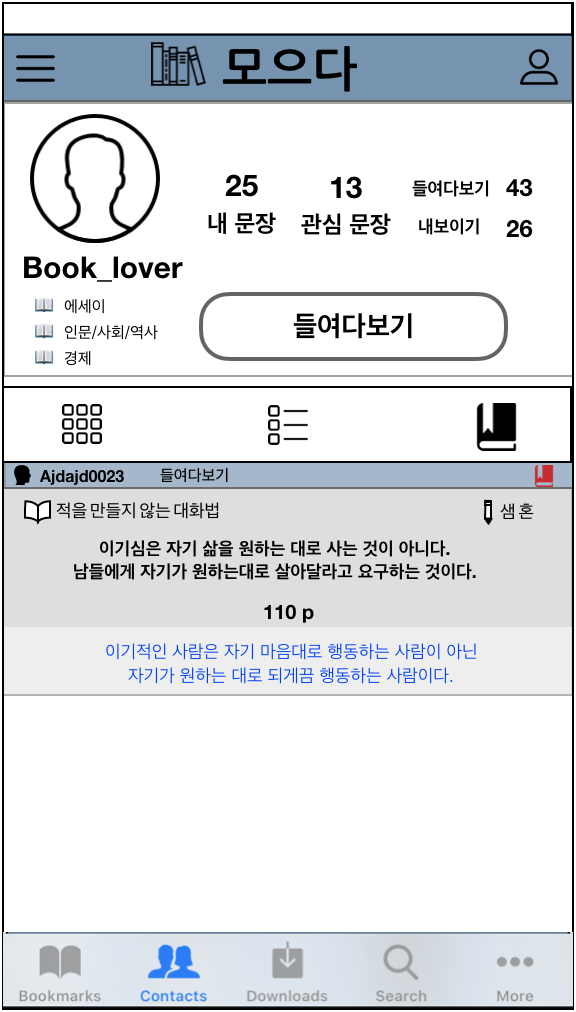 모으다
25
내 문장
13
관심 문장
들여다보기 43
내보이기 26
Book_lover
에세이
인문/사회/역사
경제
들여다보기
Ajdajd0023 들여다보기
적을 만들지 않는 대화법 샘 혼
이기심은 자기 삶을 원하는 대로 사는 것이 아니다.
남들에게 자기가 원하는대로 살아달라고 요구하는 것이다.
110 p
이기적인 사람은 자기 마음대로 행동하는 사람이 아닌
자기가 원하는 대로 되게끔 행동하는 사람이다.
Bookmarks Contacts Downloads Search More